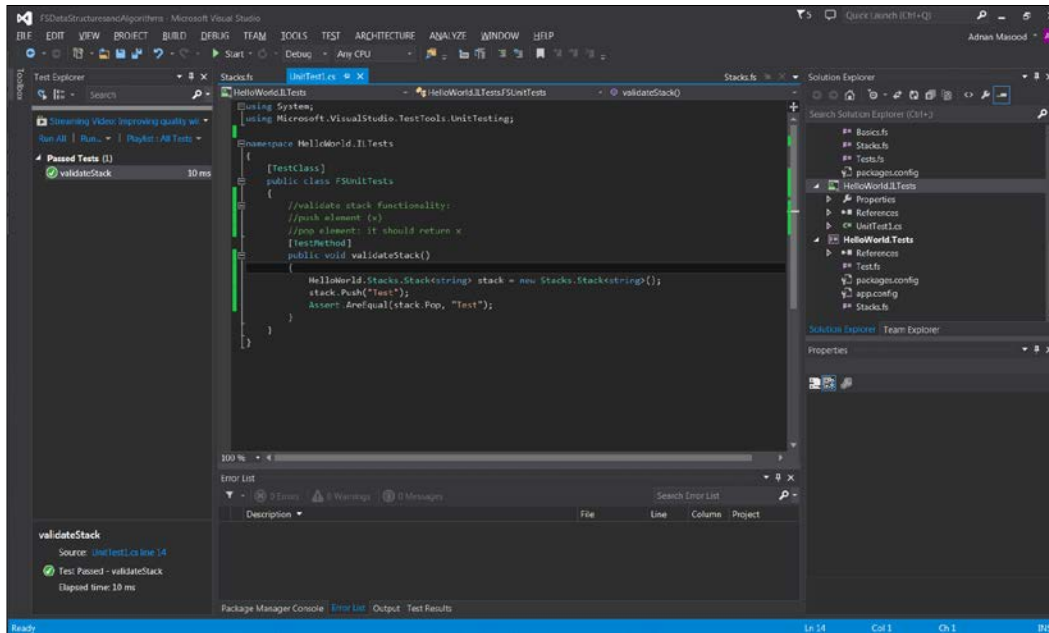 FSDataStructuresandAlgorithms - Microsoft Visual Studio
5 Quick Launch (Ctrl+Q)
FILE EDIT VIEW PROJECT BUILD DEBUG TEAM TOOLS TEST ARCHITECTURE ANALYZE WINDOW HELP
Adnan Masood
Start Debug Any CPU
Toolbox
Test Explorer
Search
Streaming Video: Improving quality wit
Run All | Run... | Playlist : All Tests
Passed Tests (1)
validateStack 10 ms
validateStack
Source: UnitTest1.cs line 14
Test Passed - validateStack
Elapsed time: 10 ms
Stacks.fs UnitTest1.cs Stacks.fs
HelloWorld.ILTests HelloWorld.ILTests.FSUnitTests validateStack()
using System;
using Microsoft.VisualStudio.TestTools.UnitTesting;
namespace HelloWorld.ILTests
{
[TestClass]
public class FSUnitTests
{
//validate stack functionality:
//push element (x)
//pop element: it should return x
[TestMethod]
public void validateStack()
{
HelloWorld.Stacks.Stack<string> stack = new Stacks.Stack<string>();
stack.Push("Test");
Assert.AreEqual(stack.Pop, "Test");
}
}
}
100 %
Error List
0 Errors 0 Warnings 0 Messages Search Error List
Description File Line Column Project
Package Manager Console Error List Output Test Results
Solution Explorer
Search Solution Explorer (Ctrl+;)
Basics.fs
Stacks.fs
Tests.fs
packages.config
HelloWorld.ILTests
Properties
References
C# UnitTest1.cs
HelloWorld.Tests
References
Test.fs
packages.config
app.config
Stacks.fs
Solution Explorer Team Explorer
Properties
Ready Ln 14 Col 1 Ch 1 INS